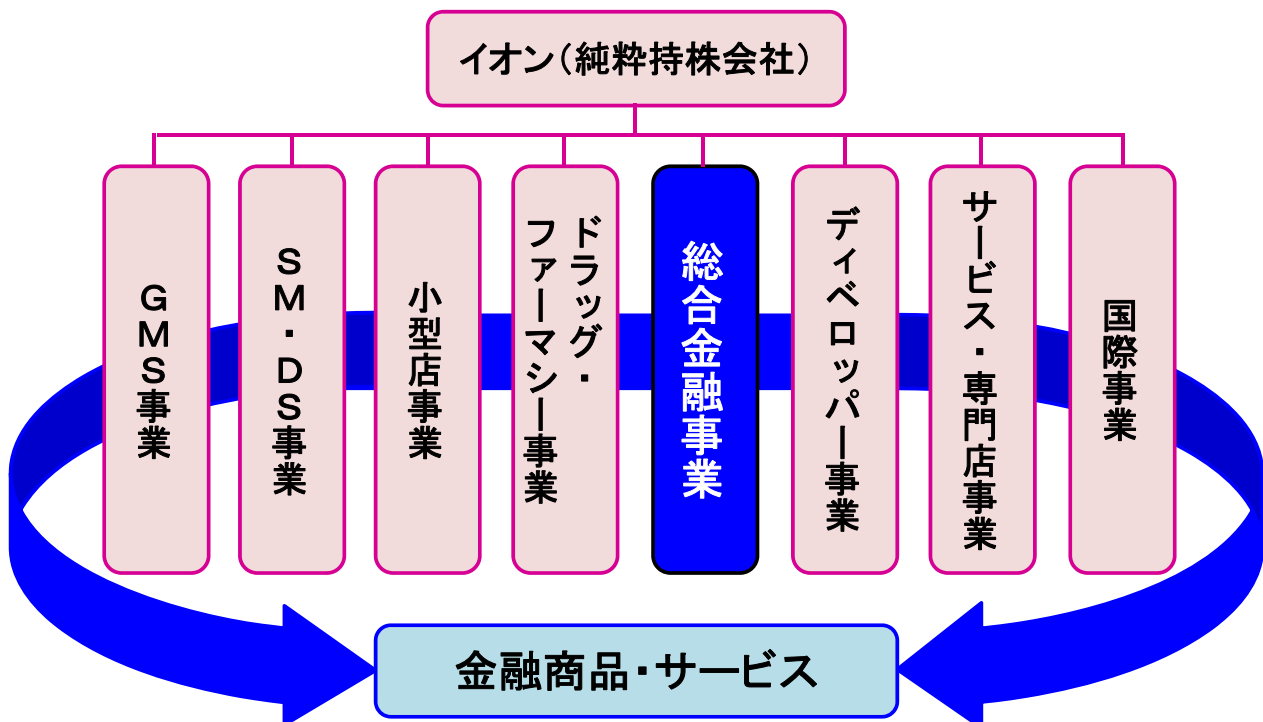 イオン（純粋持株会社）
GMS事業
SM・DS事業
小型店事業
ドラッグ・
ファーマシー事業
総合金融事業
ディベロッパー事業
サービス・専門店事業
国際事業
金融商品・サービス